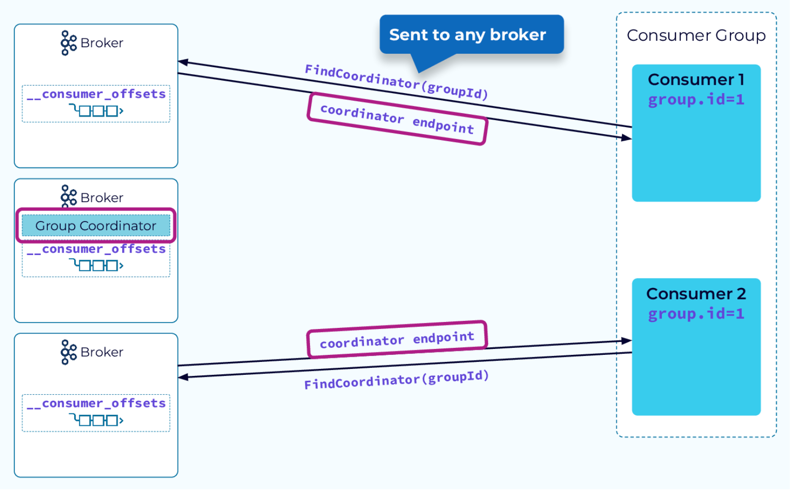 Sent to any broker
Consumer Group
Broker
__consumer_offsets
FindCoordinator(groupId)
coordinator endpoint
Consumer 1
group.id=1
Broker
Group Coordinator
__consumer_offsets
Broker
__consumer_offsets
coordinator endpoint
FindCoordinator(groupId)
Consumer 2
group.id=1